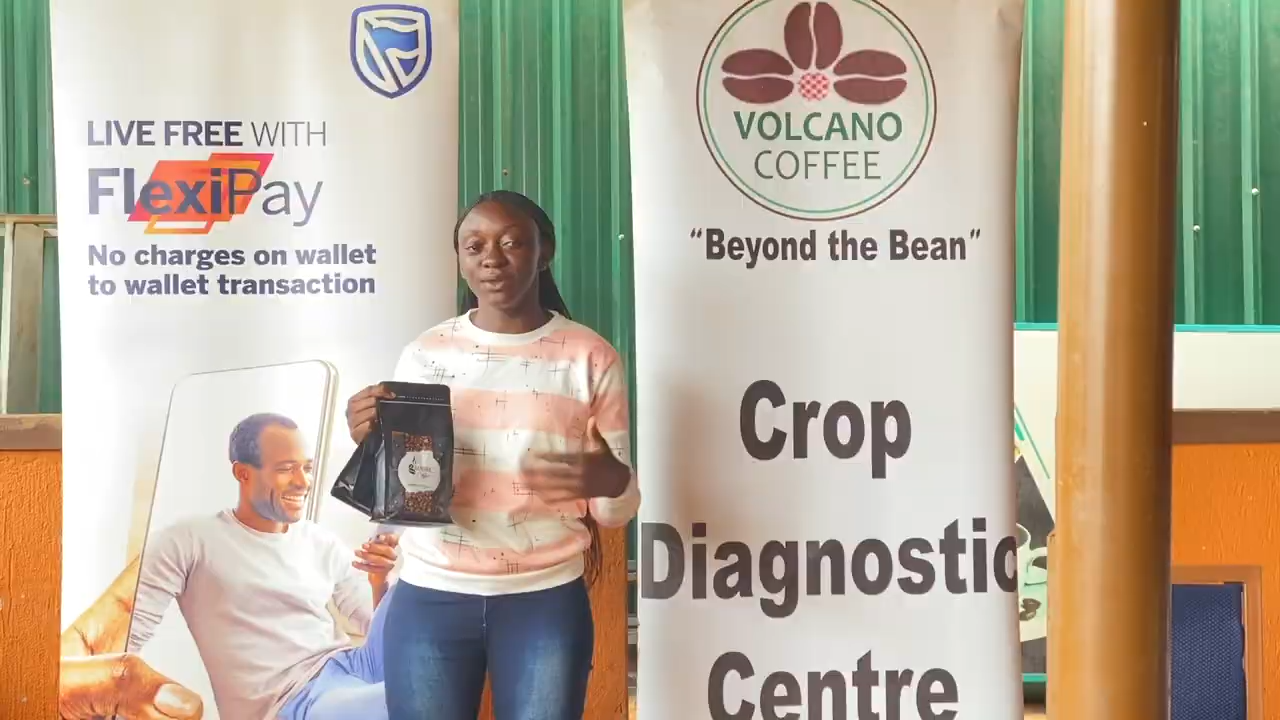 LIVE FREE WITH
FlexiPay
No charges on wallet
to wallet transaction
VOLCANO
COFFEE
“Beyond the Bean”
Crop
Diagnostic
Centre